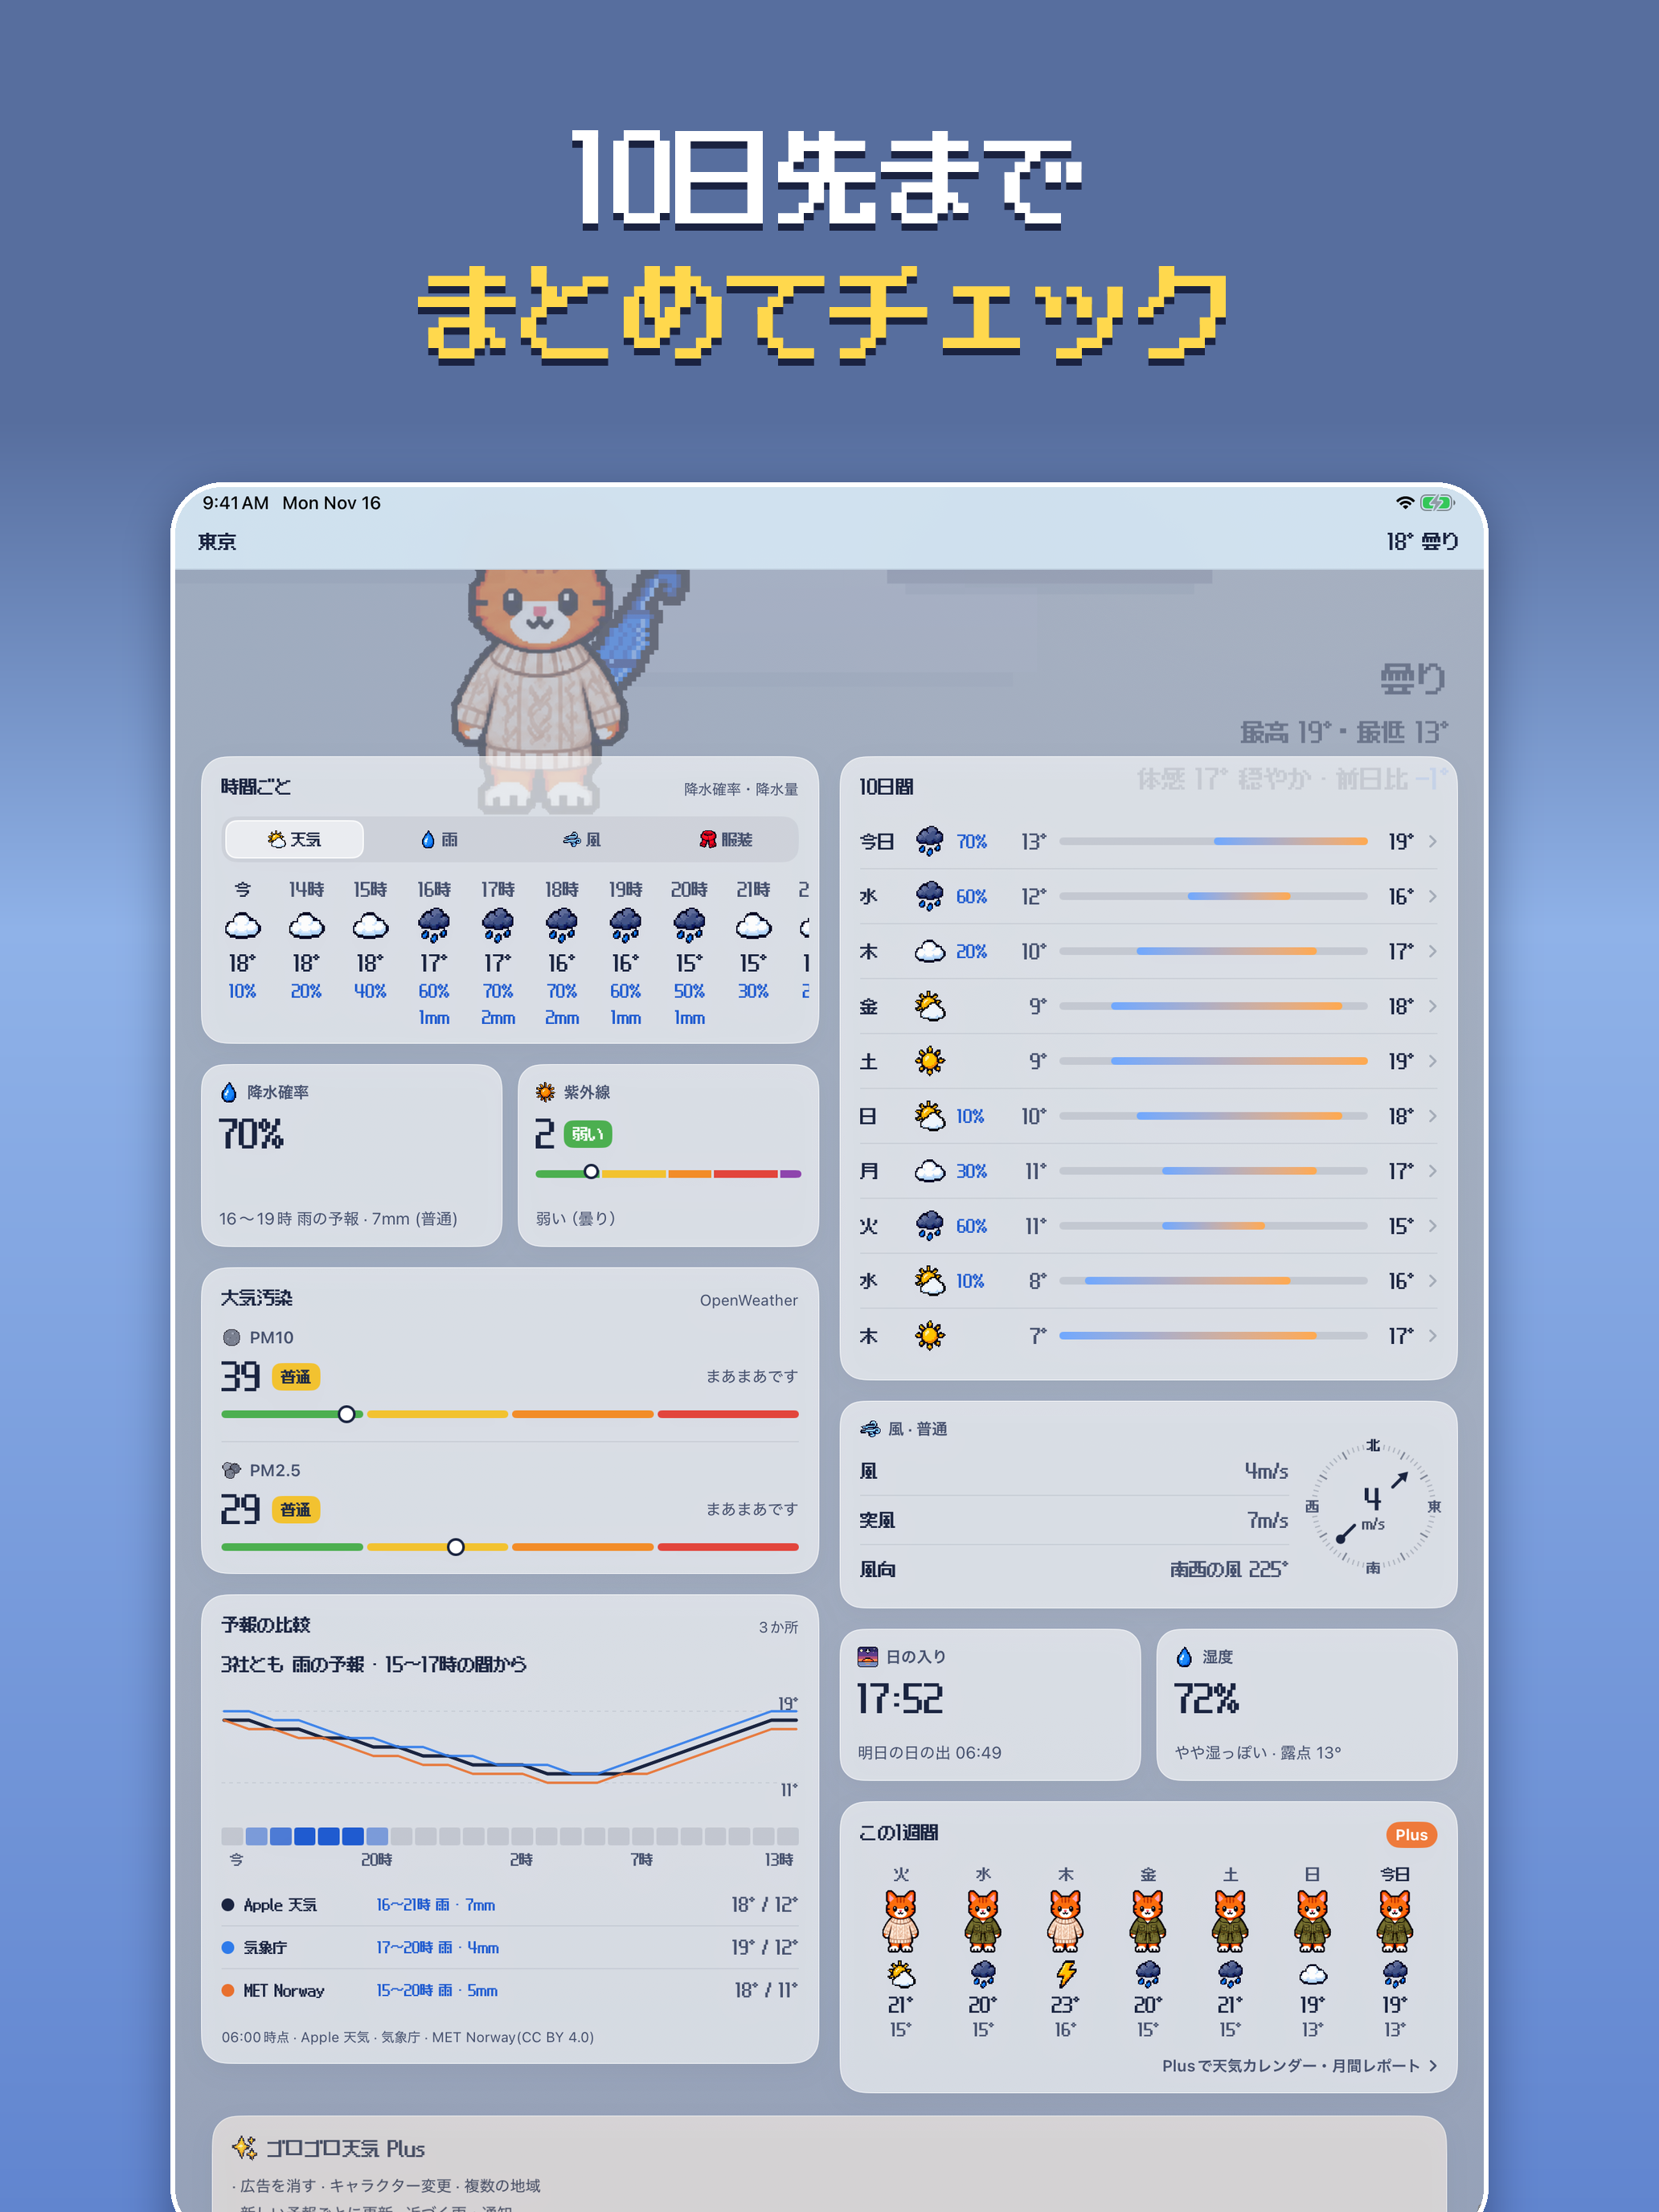 10日先まで
まとめてチェック
9:41 AM Mon Nov 16
東京
18° 曇り
曇り
最高 19°・最低 13°
体感 17° 穏やか・前日比 -1°
時間ごと
降水確率・降水量
天気 雨 風 服装
今 14時 15時 16時 17時 18時 19時 20時 21時
18° 18° 18° 17° 17° 16° 16° 15° 15°
10% 20% 40% 60% 70% 70% 60% 50% 30%
1mm 2mm 2mm 1mm 1mm
降水確率
70%
16～19時 雨の予報・7mm (普通)
紫外線
2 弱い
弱い（曇り）
大気汚染
OpenWeather
PM10
39 普通
まあまあです
PM2.5
29 普通
まあまあです
予報の比較
3か所
3社とも 雨の予報・15～17時の間から
19°
11°
今 20時 2時 7時 13時
Apple 天気 16～21時 雨・7mm 18° / 12°
気象庁 17～20時 雨・4mm 19° / 12°
MET Norway 15～20時 雨・5mm 18° / 11°
06:00時点・Apple 天気・気象庁・MET Norway(CC BY 4.0)
10日間
今日 70% 13° 19°
水 60% 12° 16°
木 20% 10° 17°
金 9° 18°
土 9° 19°
日 10% 10° 18°
月 30% 11° 17°
火 60% 11° 15°
水 10% 8° 16°
木 7° 17°
風・普通
風 4m/s
突風 7m/s
風向 南西の風 225°
北
西
東
南
4
m/s
日の入り
17:52
明日の日の出 06:49
湿度
72%
やや湿っぽい・露点 13°
この1週間
Plus
火 水 木 金 土 日 今日
21° 20° 23° 20° 21° 19° 19°
15° 15° 16° 15° 15° 13° 13°
Plusで天気カレンダー・月間レポート
ゴロゴロ天気 Plus
・広告を消す・キャラクター変更・複数の地域